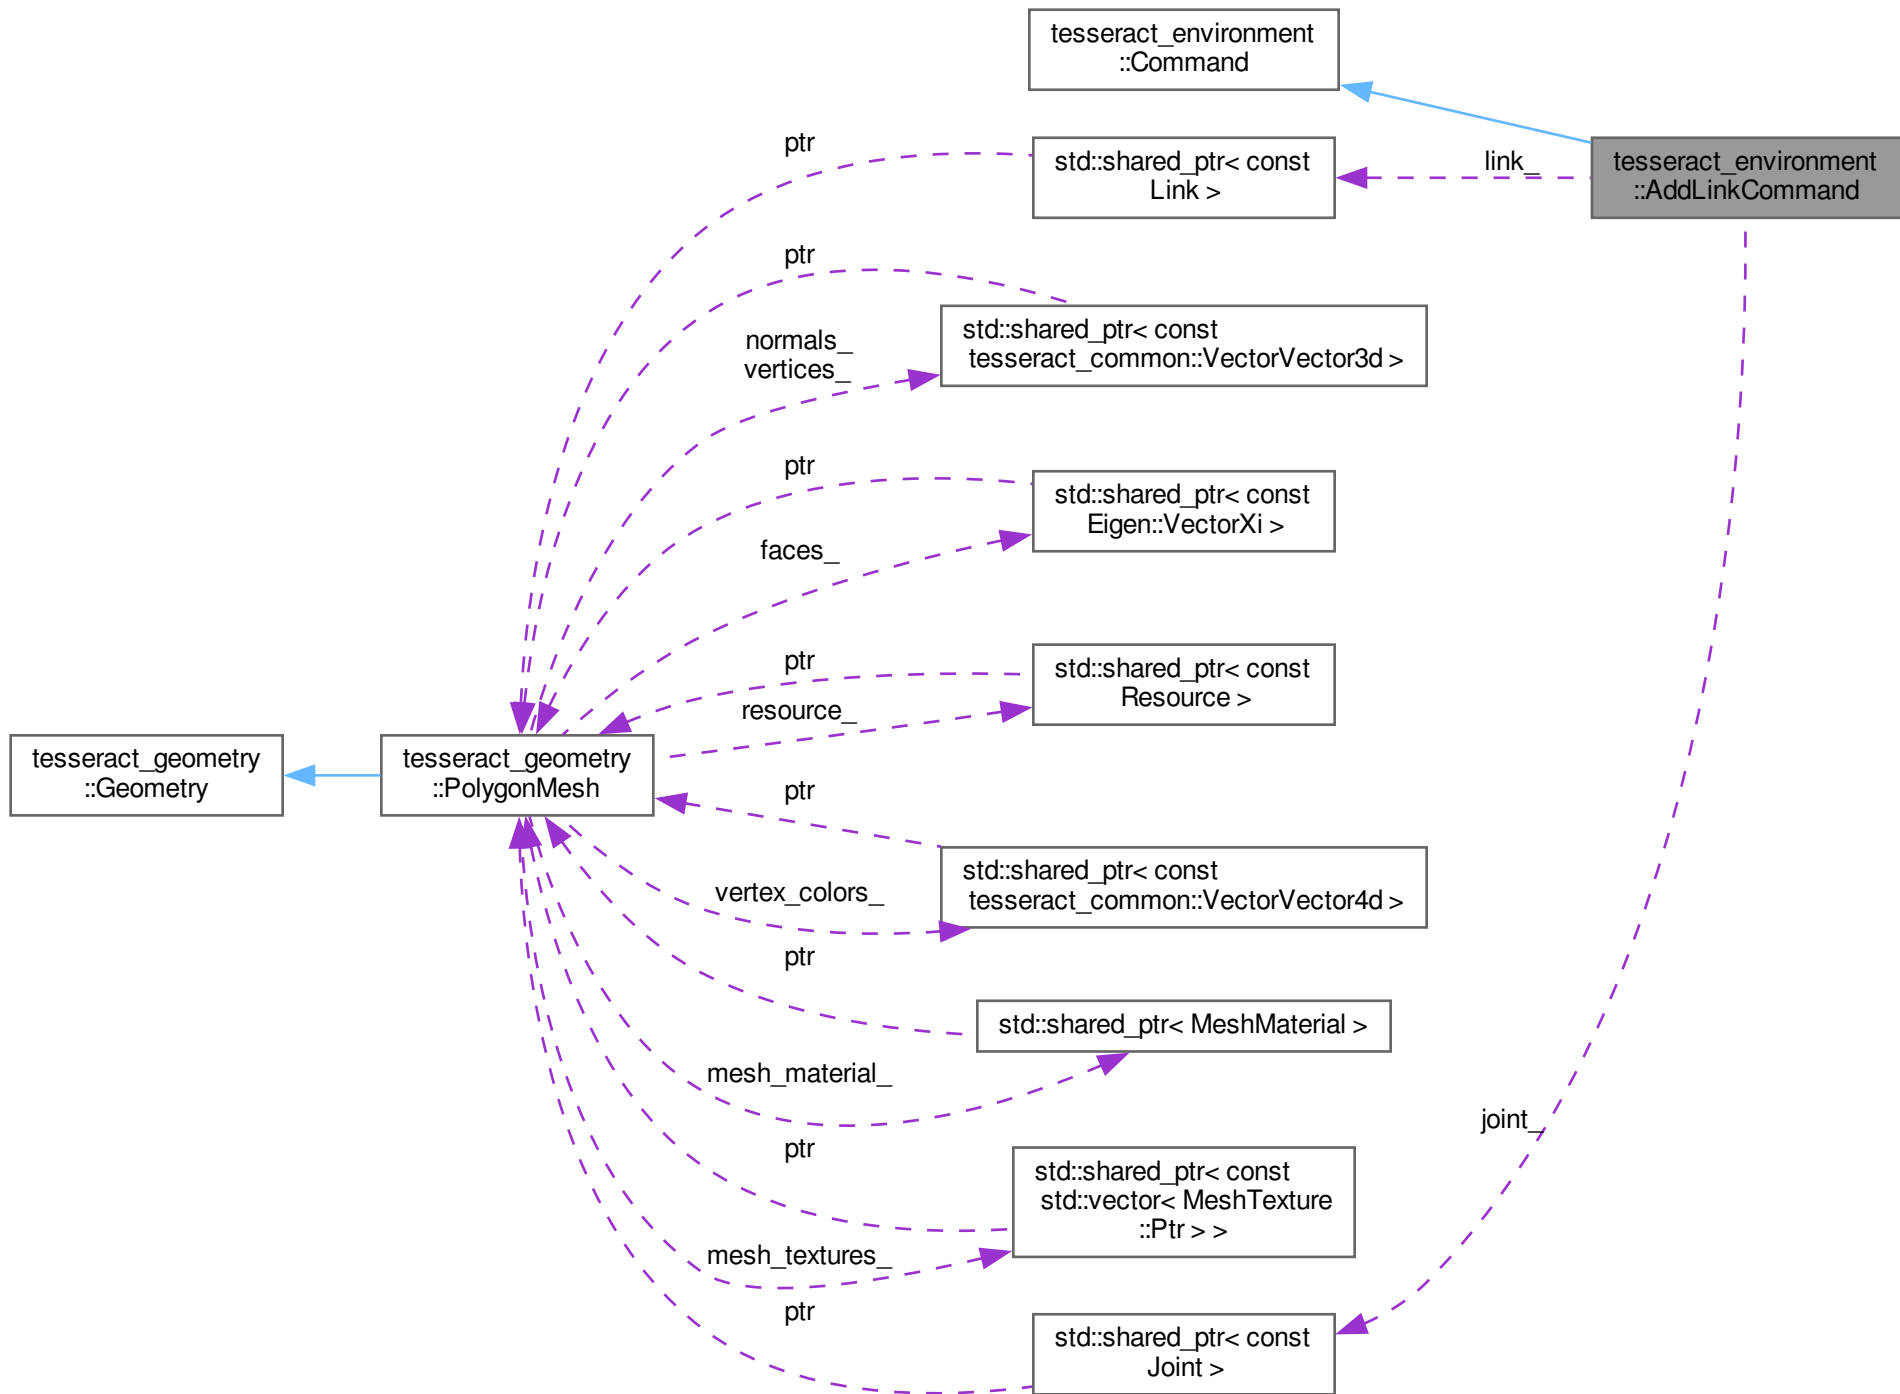 tesseract_environment
::Command
ptr
std::shared_ptr< const
Link >
link_
tesseract_environment
::AddLinkCommand
ptr
normals_
vertices_
std::shared_ptr< const
tesseract_common::VectorVector3d >
ptr
faces_
std::shared_ptr< const
Eigen::VectorXi >
ptr
resource_
std::shared_ptr< const
Resource >
tesseract_geometry
::Geometry
tesseract_geometry
::PolygonMesh
ptr
vertex_colors_
std::shared_ptr< const
tesseract_common::VectorVector4d >
ptr
std::shared_ptr< MeshMaterial >
mesh_material_
joint_
ptr
std::shared_ptr< const
std::vector< MeshTexture
::Ptr > >
mesh_textures_
ptr
std::shared_ptr< const
Joint >